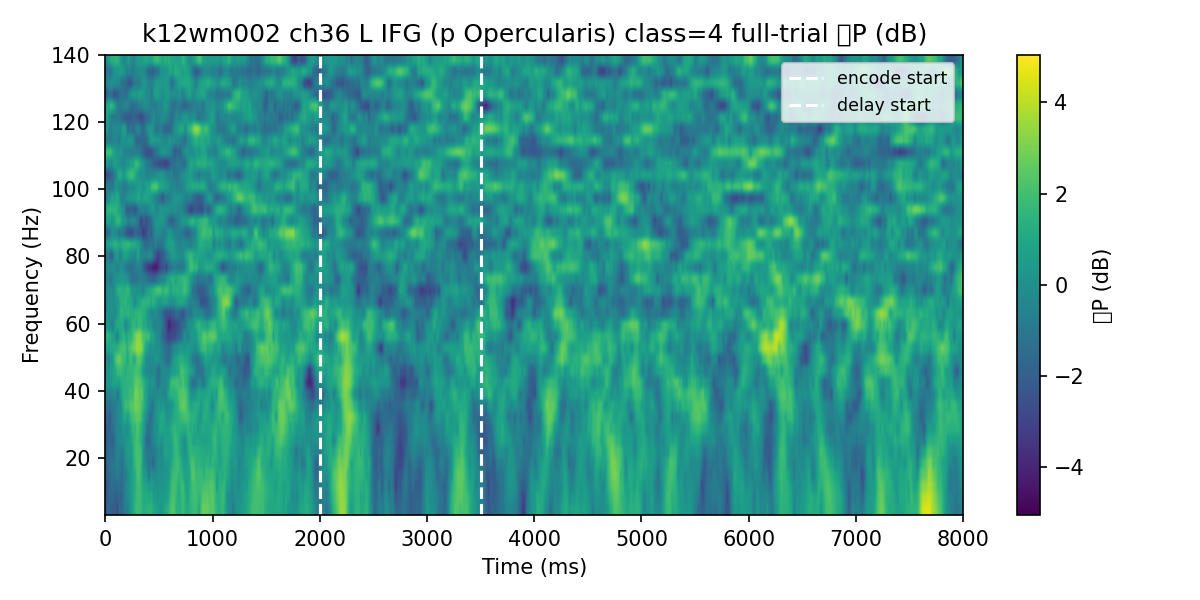 k12wm002 ch36 L IFG (p Opercularis) class=4 full-trial ▯P (dB)
encode start
delay start
140
120
100
80
60
40
20
Frequency (Hz)
0 1000 2000 3000 4000 5000 6000 7000 8000
Time (ms)
4
2
0
−2
−4
▯P (dB)